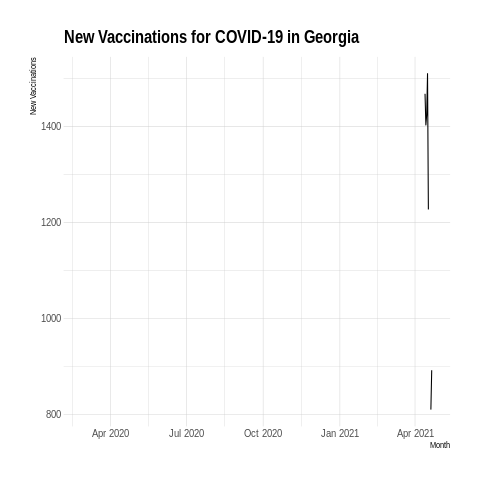 New Vaccinations for COVID-19 in Georgia
New Vaccinations
1400
1200
1000
800
Apr 2020
Jul 2020
Oct 2020
Jan 2021
Apr 2021
Month